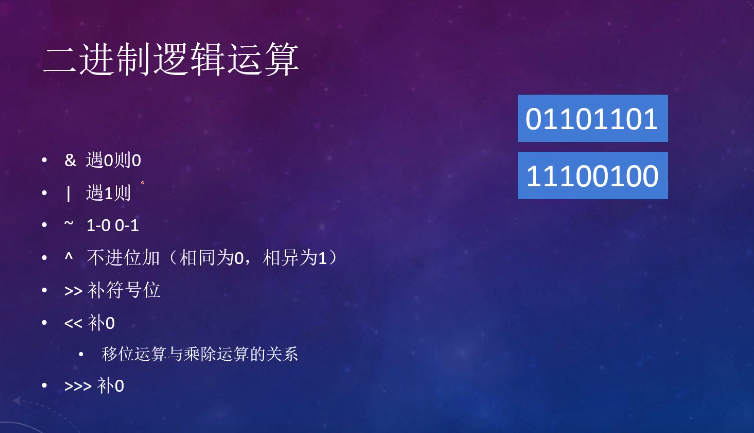 二进制逻辑运算
01101101
11100100
• & 遇0则0
• | 遇1则
• ~ 1-0 0-1
• ^ 不进位加（相同为0，相异为1）
• >> 补符号位
• << 补0
• 移位运算与乘除运算的关系
• >>> 补0